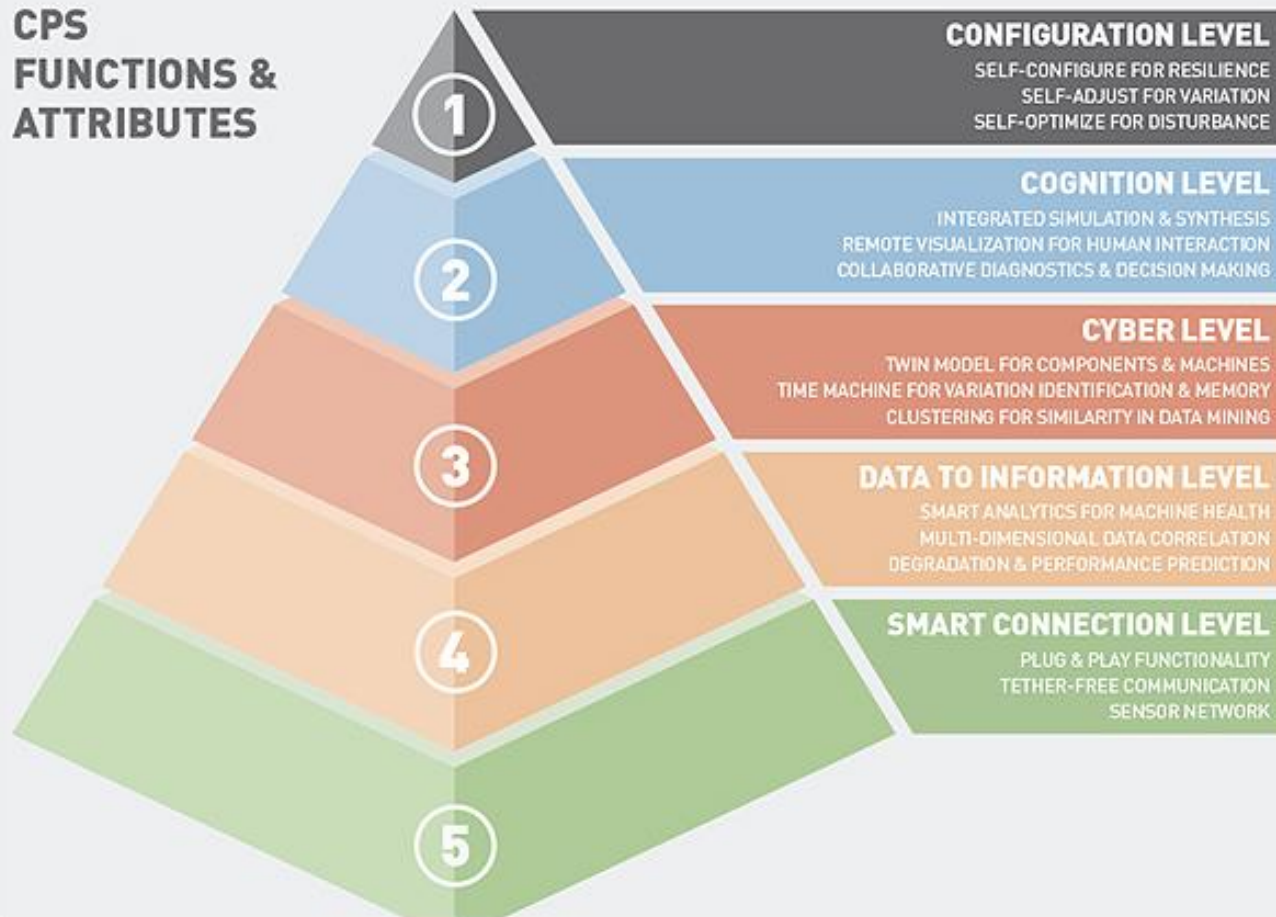 CPS
FUNCTIONS &
ATTRIBUTES
1
CONFIGURATION LEVEL
SELF-CONFIGURE FOR RESILIENCE
SELF-ADJUST FOR VARIATION
SELF-OPTIMIZE FOR DISTURBANCE
2
COGNITION LEVEL
INTEGRATED SIMULATION & SYNTHESIS
REMOTE VISUALIZATION FOR HUMAN INTERACTION
COLLABORATIVE DIAGNOSTICS & DECISION MAKING
3
CYBER LEVEL
TWIN MODEL FOR COMPONENTS & MACHINES
TIME MACHINE FOR VARIATION IDENTIFICATION & MEMORY
CLUSTERING FOR SIMILARITY IN DATA MINING
4
DATA TO INFORMATION LEVEL
SMART ANALYTICS FOR MACHINE HEALTH
MULTI-DIMENSIONAL DATA CORRELATION
DEGRADATION & PERFORMANCE PREDICTION
5
SMART CONNECTION LEVEL
PLUG & PLAY FUNCTIONALITY
TETHER-FREE COMMUNICATION
SENSOR NETWORK